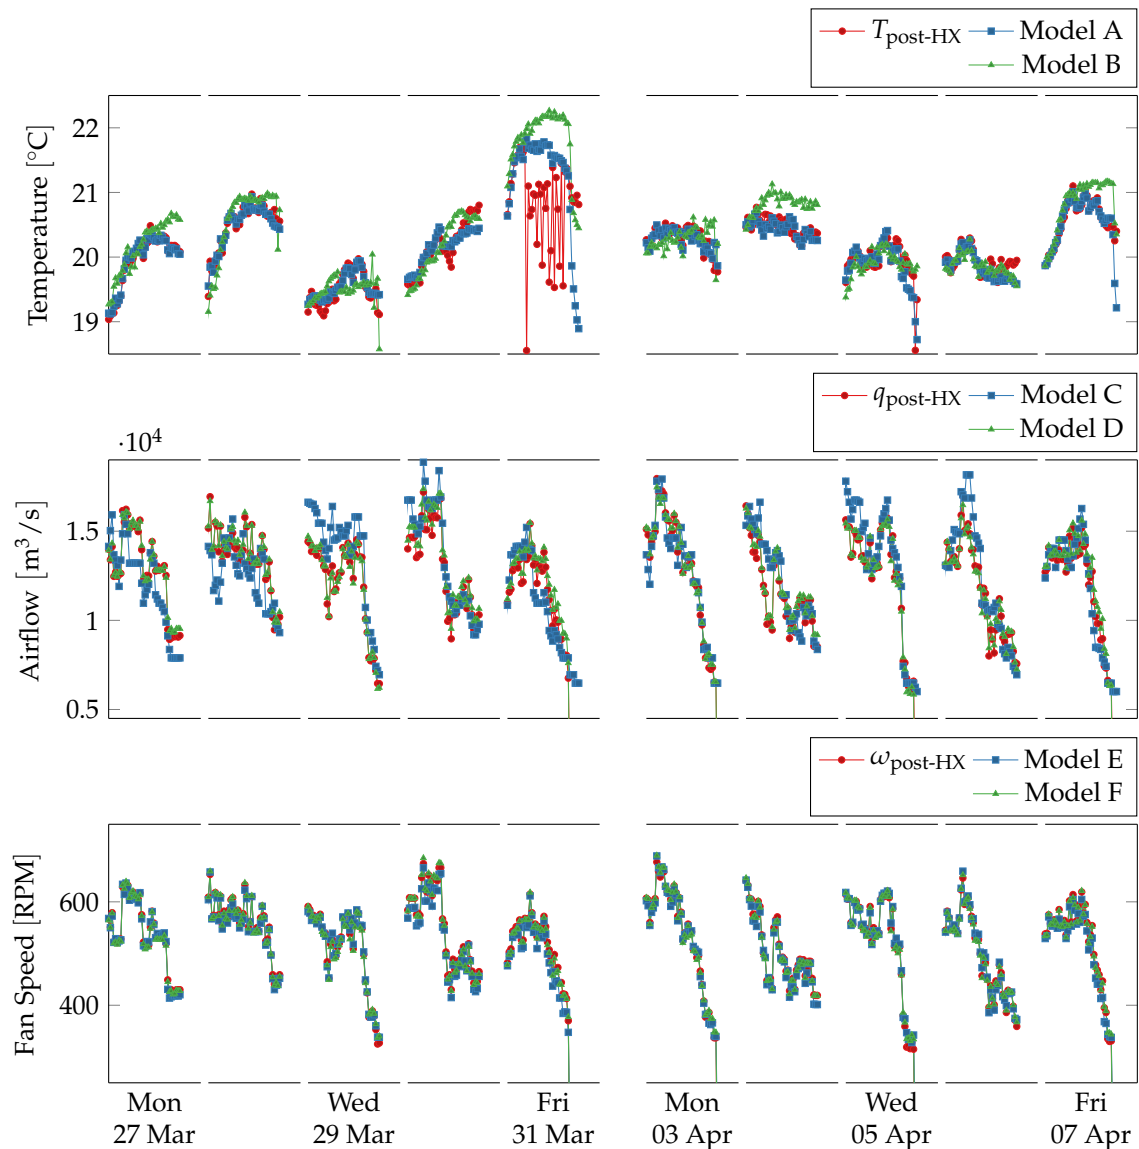 T_post-HX Model A
Model B
22
21
20
19
Temperature [°C]
q_post-HX Model C
Model D
·10⁴
1.5
1
0.5
Airflow [m³/s]
ω_post-HX Model E
Model F
600
400
Fan Speed [RPM]
Mon Wed Fri Mon Wed Fri
27 Mar 29 Mar 31 Mar 03 Apr 05 Apr 07 Apr